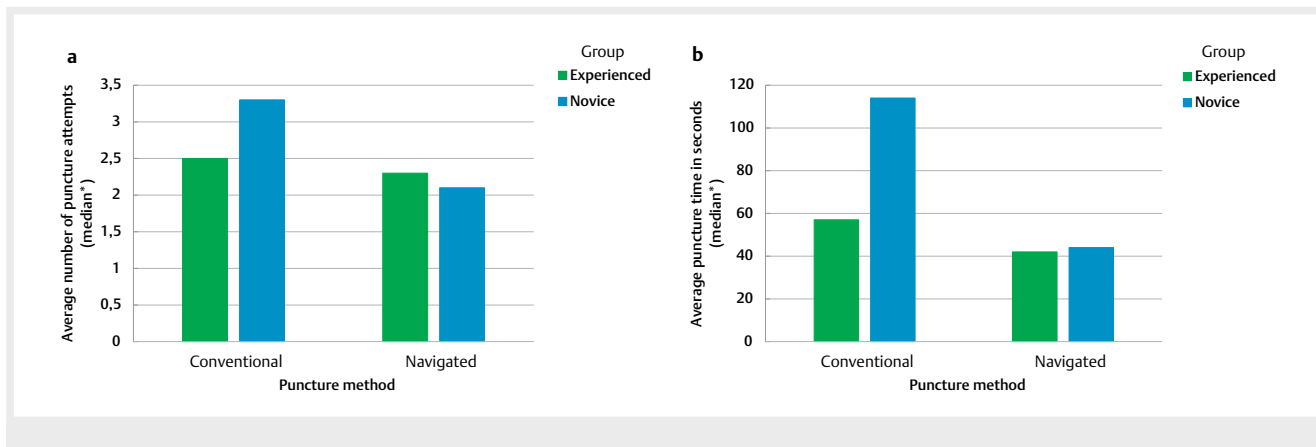 a
Group
Experienced
Novice
Average number of puncture attempts
(median*)
3,5
3
2,5
2
1,5
1
0,5
0
Conventional
Navigated
Puncture method
b
Group
Experienced
Novice
Average puncture time in seconds
(median*)
120
100
80
60
40
20
0
Conventional
Navigated
Puncture method